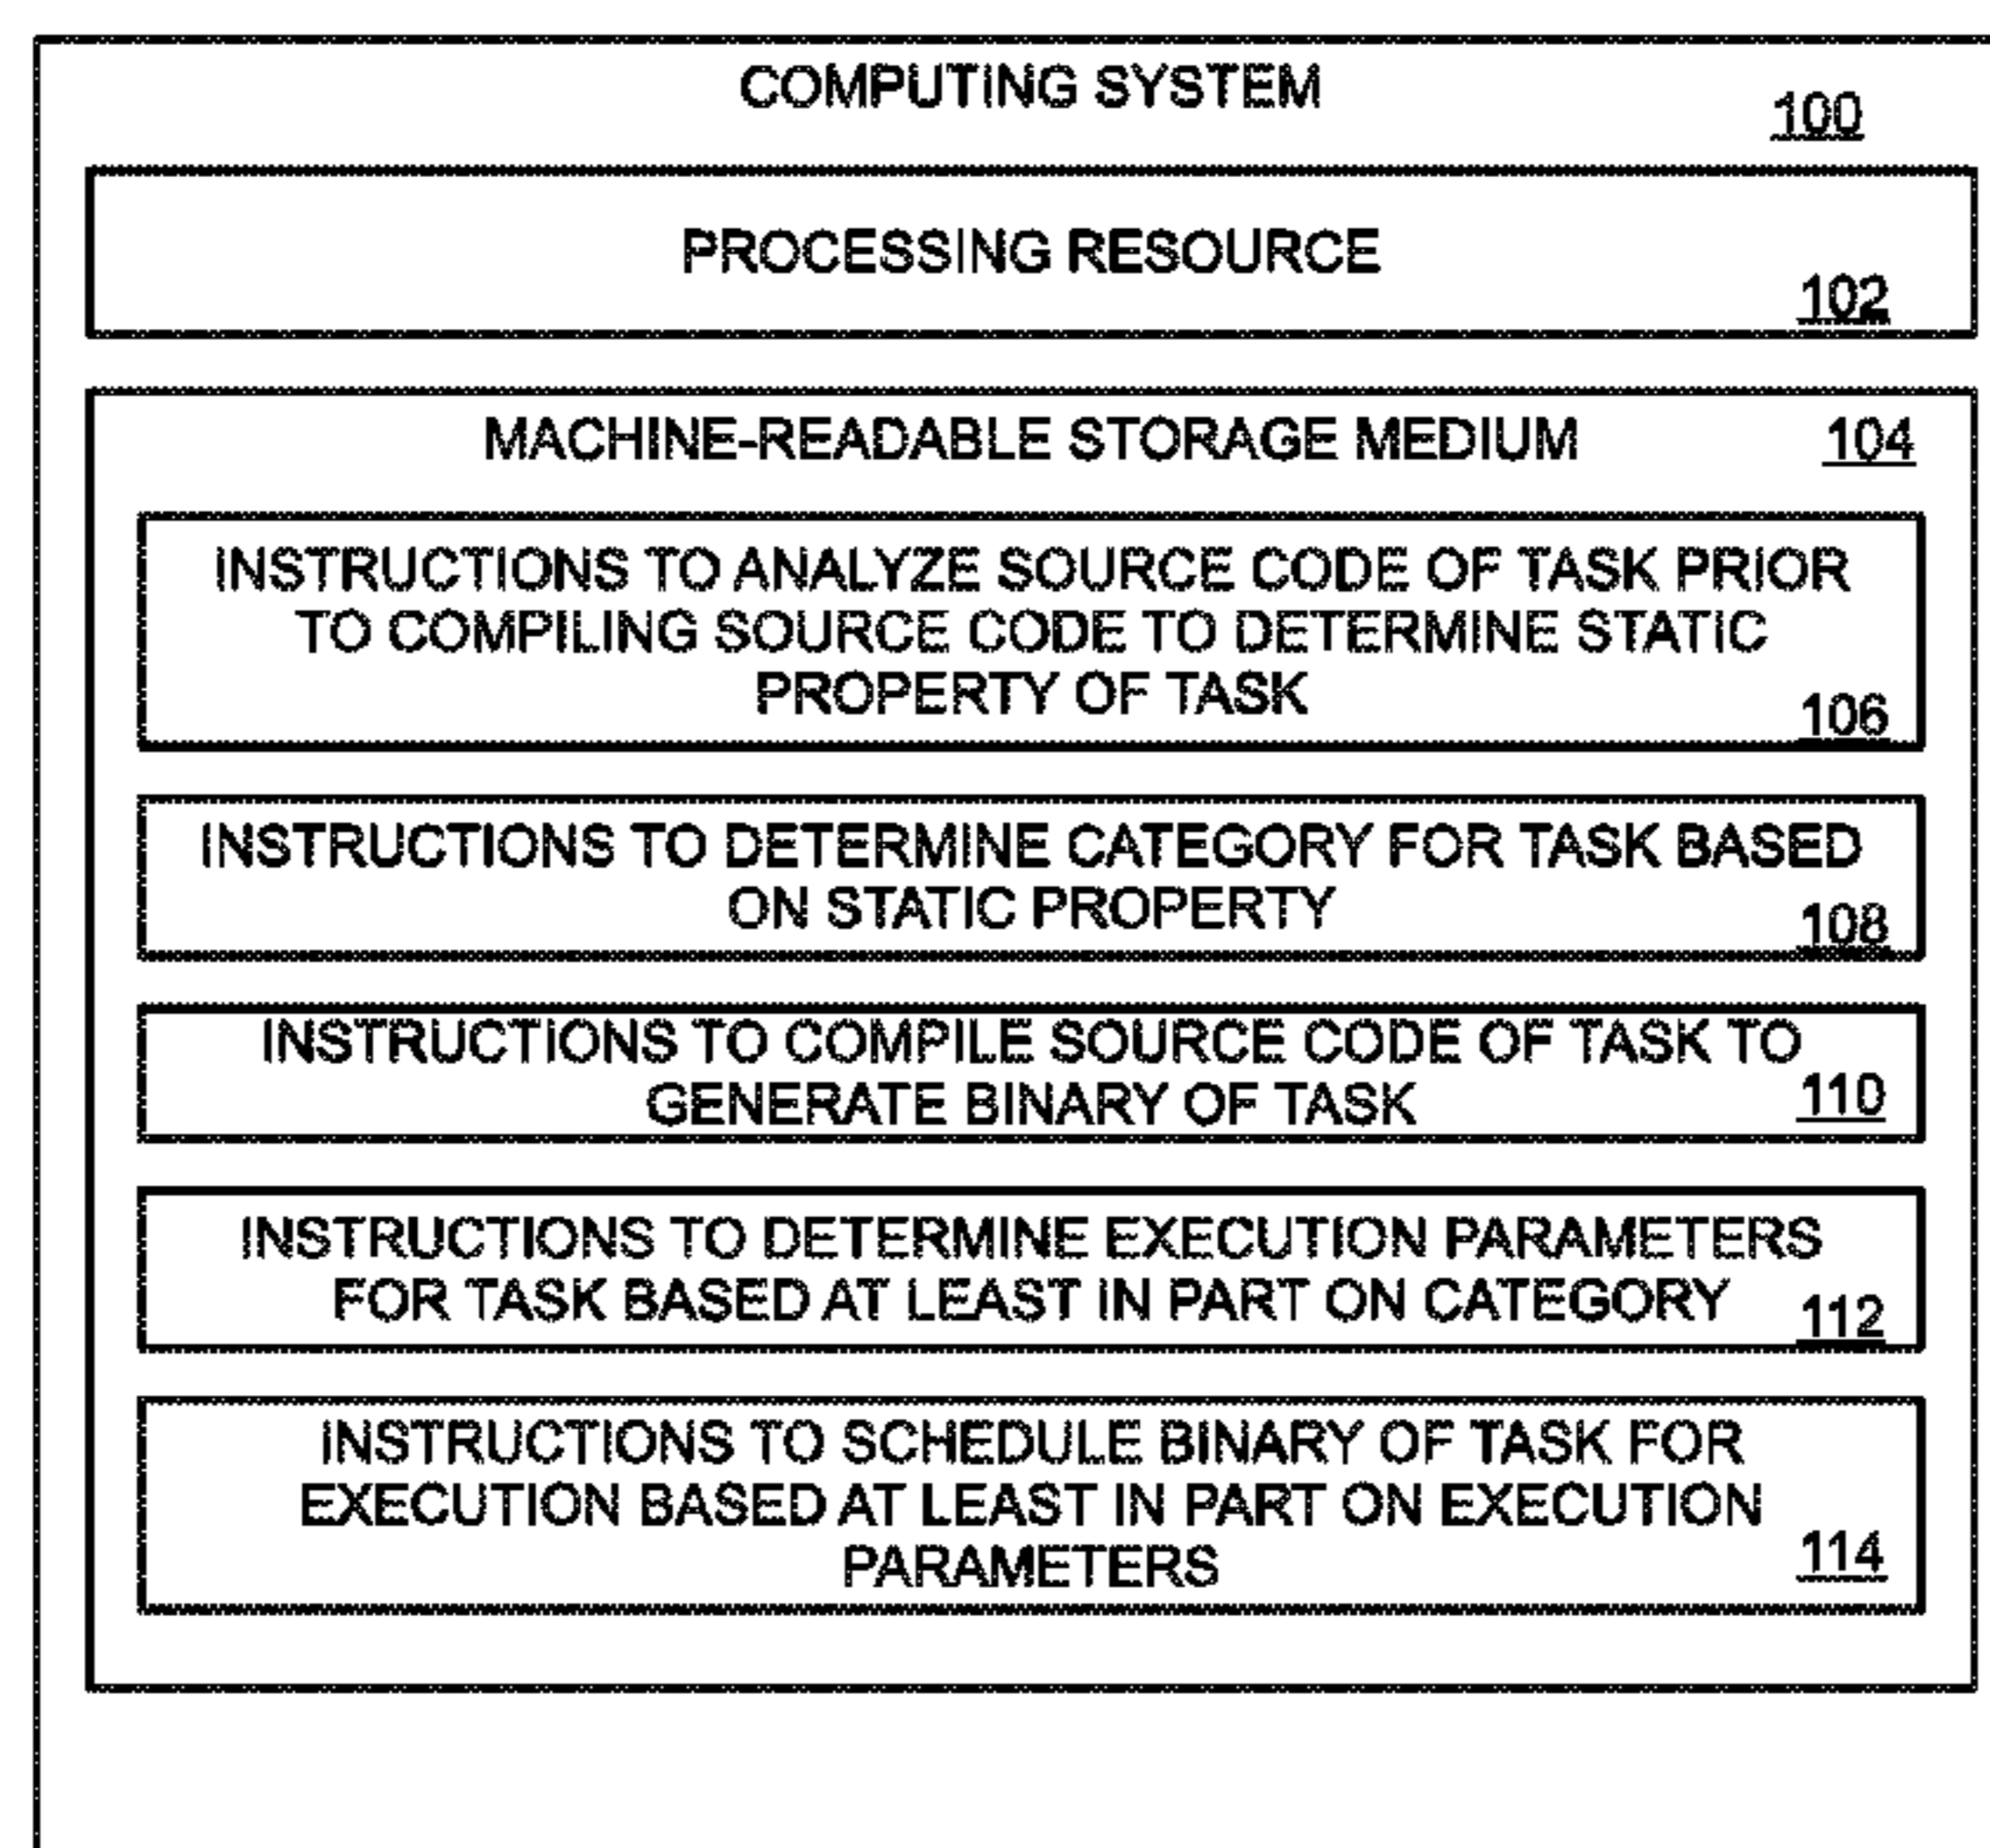 COMPUTING SYSTEM
100
PROCESSING RESOURCE
102
MACHINE-READABLE STORAGE MEDIUM
104
INSTRUCTIONS TO ANALYZE SOURCE CODE OF TASK PRIOR
TO COMPILING SOURCE CODE TO DETERMINE STATIC
PROPERTY OF TASK
106
INSTRUCTIONS TO DETERMINE CATEGORY FOR TASK BASED
ON STATIC PROPERTY
108
INSTRUCTIONS TO COMPILE SOURCE CODE OF TASK TO
GENERATE BINARY OF TASK
110
INSTRUCTIONS TO DETERMINE EXECUTION PARAMETERS
FOR TASK BASED AT LEAST IN PART ON CATEGORY
112
INSTRUCTIONS TO SCHEDULE BINARY OF TASK FOR
EXECUTION BASED AT LEAST IN PART ON EXECUTION
PARAMETERS
114